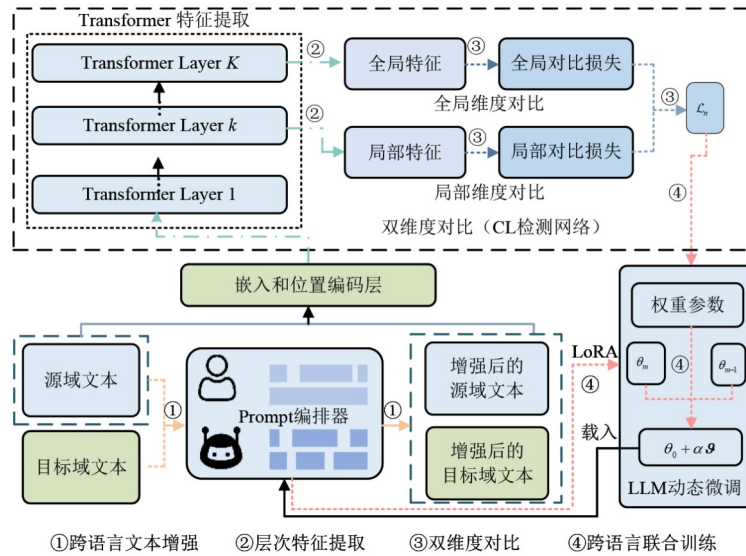 Transformer 特征提取
Transformer Layer K
Transformer Layer k
Transformer Layer 1
②
②
全局特征
③
全局对比损失
全局维度对比
局部特征
③
局部对比损失
局部维度对比
③
ℒₙ
④
双维度对比（CL检测网络）
嵌入和位置编码层
源域文本
目标域文本
①
Prompt编排器
①
增强后的
源域文本
增强后的
目标域文本
LoRA
④
载入
权重参数
θₘ
④
θₘ₋₁
θ₀ + αϑ
LLM动态微调
①跨语言文本增强 ②层次特征提取 ③双维度对比 ④跨语言联合训练